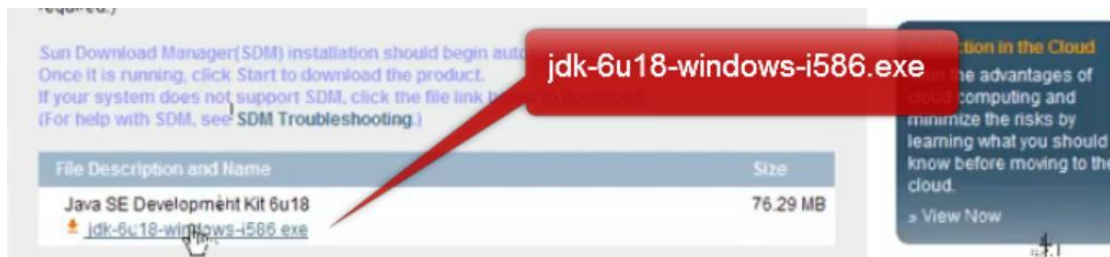 required.)
Sun Download Manager(SDM) installation should begin
Once it is running, click Start to download the product.
If your system does not support SDM, click the file link
(For help with SDM, see SDM Troubleshooting.)
jdk-6u18-windows-i586.exe
File Description and Name Size
Java SE Development Kit 6u18 76.29 MB
jdk-6u18-windows-i586 exe
in the Cloud
the advantages of
cloud computing and
minimize the risks by
learning what you should
know before moving to the
cloud.
» View Now